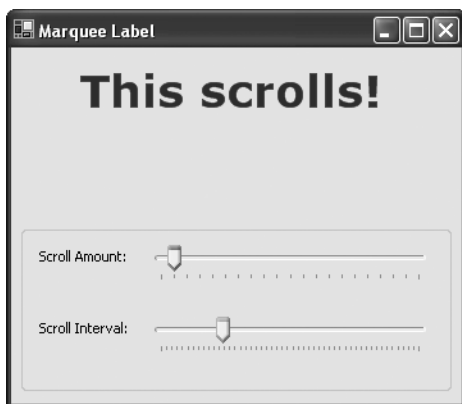 Marquee Label
This scrolls!
Scroll Amount:
Scroll Interval: